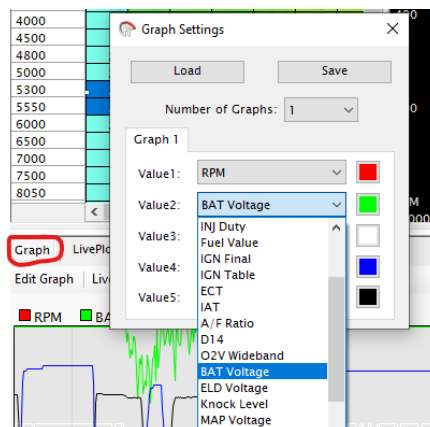 4000
4500
4800
5000
5300
5550
6000
6500
7000
7500
8050
<
Graph Settings
Load Save
Number of Graphs: 1
Graph 1
Value1: RPM
Value2: BAT Voltage
Value3:
Value4:
Value5:
INJ Duty
Fuel Value
IGN Final
IGN Table
ECT
IAT
A/F Ratio
D14
O2V Wideband
BAT Voltage
ELD Voltage
Knock Level
MAP Voltage
Graph LivePlo
Edit Graph Liv
RPM BA
00
0
M
000